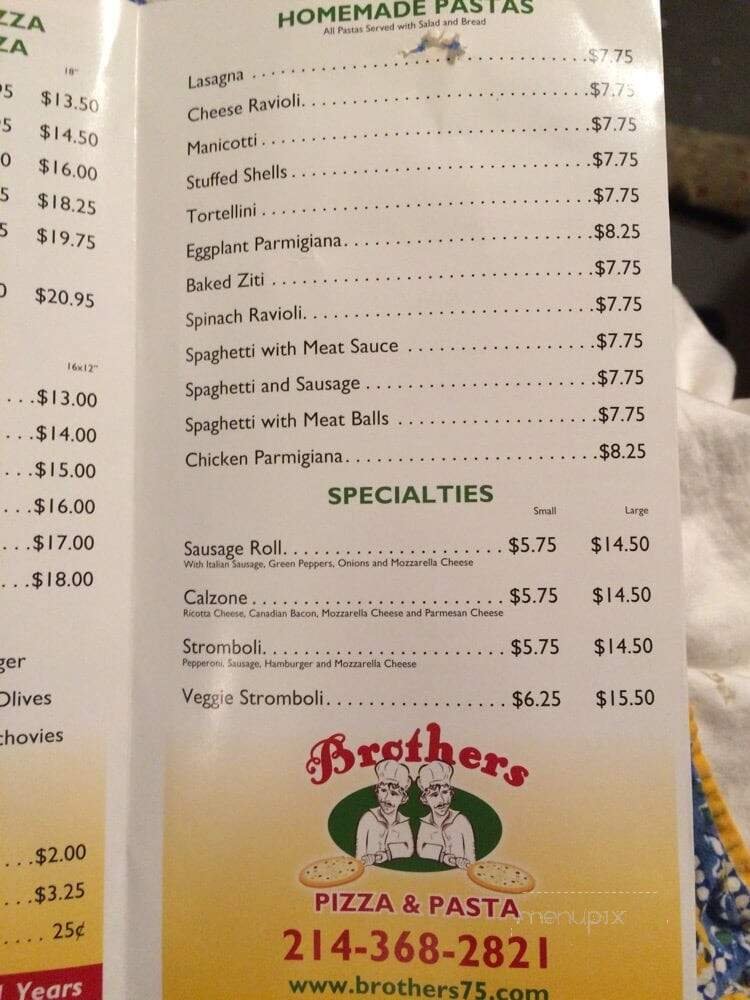 ZZA
ZA
18"
95 $13.50
5 $14.50
0 $16.00
5 $18.25
5 $19.75
0 $20.95
16x12"
. . .$13.00
. . .$14.00
. . .$15.00
. . .$16.00
. . .$17.00
. . .$18.00
ger
Olives
chovies
. . .$2.00
. . .$3.25
. . . . 25¢
Years
HOMEMADE PASTAS
All Pastas Served with Salad and Bread
Lasagna . . . . . . . . . . $7.75
Cheese Ravioli. . . . . . . . . . $7.75
Manicotti . . . . . . . . . . $7.75
Stuffed Shells . . . . . . . . . . $7.75
Tortellini . . . . . . . . . . $7.75
Eggplant Parmigiana. . . . . . . . . . $8.25
Baked Ziti . . . . . . . . . . $7.75
Spinach Ravioli. . . . . . . . . . $7.75
Spaghetti with Meat Sauce . . . . . . . . . . $7.75
Spaghetti and Sausage . . . . . . . . . . $7.75
Spaghetti with Meat Balls . . . . . . . . . . $7.75
Chicken Parmigiana. . . . . . . . . . $8.25
SPECIALTIES
Small Large
Sausage Roll. . . . . . . . . . $5.75 $14.50
With Italian Sausage, Green Peppers, Onions and Mozzarella Cheese
Calzone . . . . . . . . . . $5.75 $14.50
Ricotta Cheese, Canadian Bacon, Mozzarella Cheese and Parmesan Cheese
Stromboli. . . . . . . . . . $5.75 $14.50
Pepperoni, Sausage, Hamburger and Mozzarella Cheese
Veggie Stromboli. . . . . . . . . . $6.25 $15.50
Brothers
PIZZA & PASTA
menupix
214-368-2821
www.brothers75.com